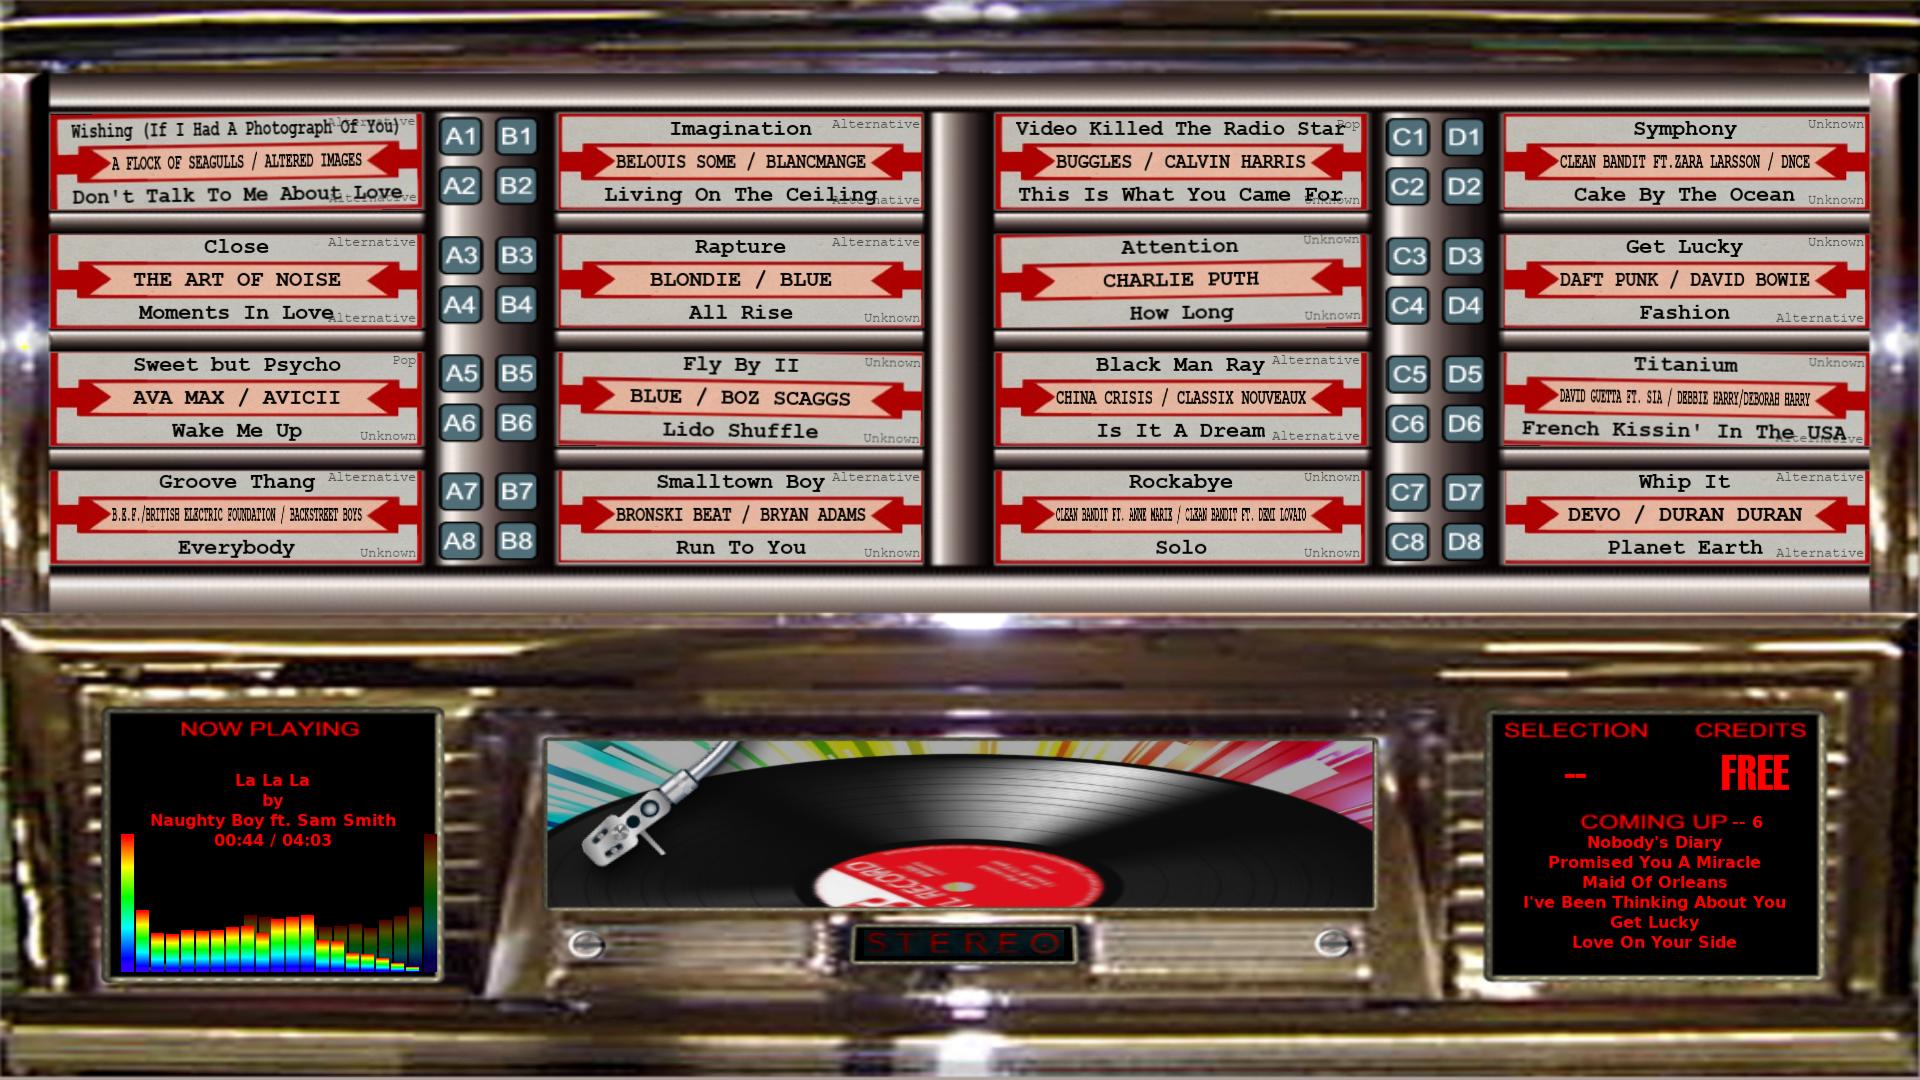 Wishing (If I Had A Photograph Of You)
Alternative
A FLOCK OF SEAGULLS / ALTERED IMAGES
Don't Talk To Me About Love
Alternative
A1 B1
A2 B2
Imagination
Alternative
BELOUIS SOME / BLANCMANGE
Living On The Ceiling
Alternative
Video Killed The Radio Star
Pop
BUGGLES / CALVIN HARRIS
This Is What You Came For
Unknown
C1 D1
C2 D2
Symphony
Unknown
CLEAN BANDIT FT.ZARA LARSSON / DNCE
Cake By The Ocean
Unknown
Close
Alternative
THE ART OF NOISE
Moments In Love
Alternative
A3 B3
A4 B4
Rapture
Alternative
BLONDIE / BLUE
All Rise
Unknown
Attention
Unknown
CHARLIE PUTH
How Long
Unknown
C3 D3
C4 D4
Get Lucky
Unknown
DAFT PUNK / DAVID BOWIE
Fashion
Alternative
Sweet but Psycho
Pop
AVA MAX / AVICII
Wake Me Up
Unknown
A5 B5
A6 B6
Fly By II
Unknown
BLUE / BOZ SCAGGS
Lido Shuffle
Unknown
Black Man Ray
Alternative
CHINA CRISIS / CLASSIX NOUVEAUX
Is It A Dream
Alternative
C5 D5
C6 D6
Titanium
Unknown
DAVID GUETTA FT. SIA / DEBBIE HARRY/DEBORAH HARRY
French Kissin' In The USA
Alternative
Groove Thang
Alternative
B.E.F./BRITISH ELECTRIC FOUNDATION / BACKSTREET BOYS
Everybody
Unknown
A7 B7
A8 B8
Smalltown Boy
Alternative
BRONSKI BEAT / BRYAN ADAMS
Run To You
Unknown
Rockabye
Unknown
CLEAN BANDIT FT. ANNE MARIE / CLEAN BANDIT FT. DEMI LOVATO
Solo
Unknown
C7 D7
C8 D8
Whip It
Alternative
DEVO / DURAN DURAN
Planet Earth
Alternative
NOW PLAYING
La La La
by
Naughty Boy ft. Sam Smith
00:44 / 04:03
RECORD
STEREO
SELECTION CREDITS
-- FREE
COMING UP -- 6
Nobody's Diary
Promised You A Miracle
Maid Of Orleans
I've Been Thinking About You
Get Lucky
Love On Your Side